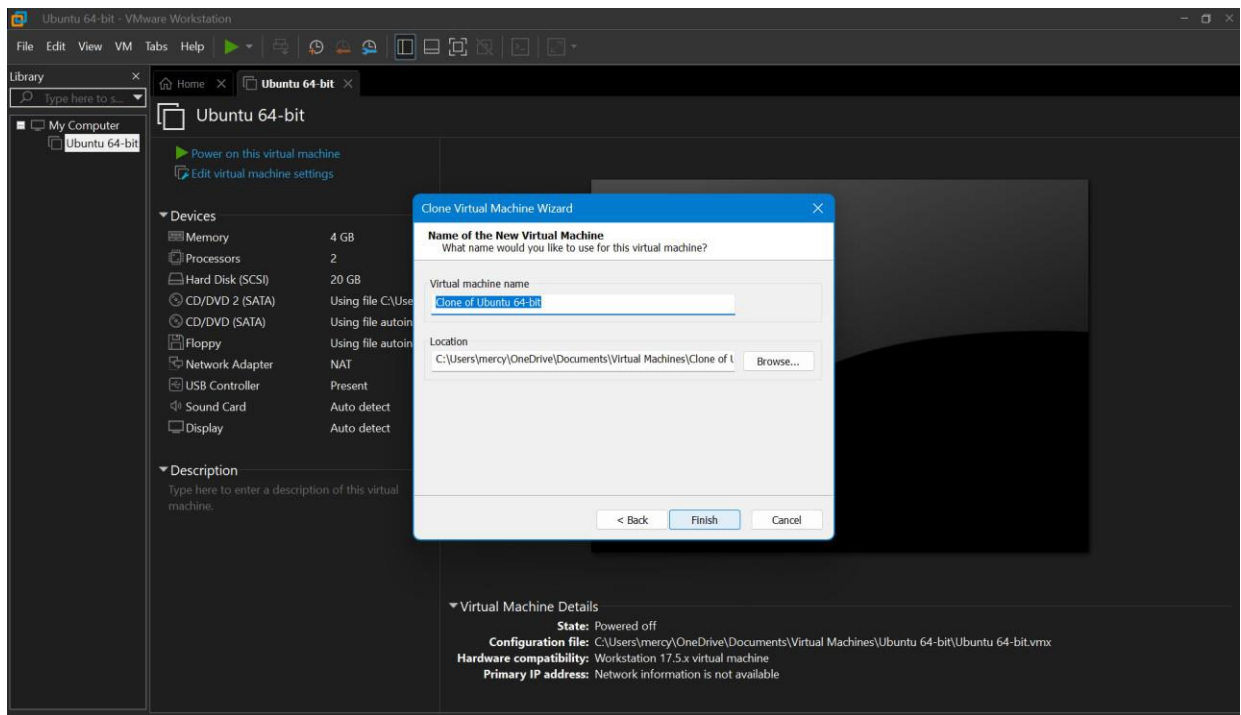 Ubuntu 64-bit - VMware Workstation
File Edit View VM Tabs Help
Library
Type here to s...
My Computer
Ubuntu 64-bit
Home
Ubuntu 64-bit
Ubuntu 64-bit
Power on this virtual machine
Edit virtual machine settings
Devices
Memory 4 GB
Processors 2
Hard Disk (SCSI) 20 GB
CD/DVD 2 (SATA) Using file C:\Use
CD/DVD (SATA) Using file autoin
Floppy Using file autoin
Network Adapter NAT
USB Controller Present
Sound Card Auto detect
Display Auto detect
Description
Type here to enter a description of this virtual
machine.
Clone Virtual Machine Wizard
Name of the New Virtual Machine
What name would you like to use for this virtual machine?
Virtual machine name
Clone of Ubuntu 64-bit
Location
C:\Users\mercy\OneDrive\Documents\Virtual Machines\Clone of U
Browse...
< Back Finish Cancel
Virtual Machine Details
State: Powered off
Configuration file: C:\Users\mercy\OneDrive\Documents\Virtual Machines\Ubuntu 64-bit\Ubuntu 64-bit.vmx
Hardware compatibility: Workstation 17.5.x virtual machine
Primary IP address: Network information is not available